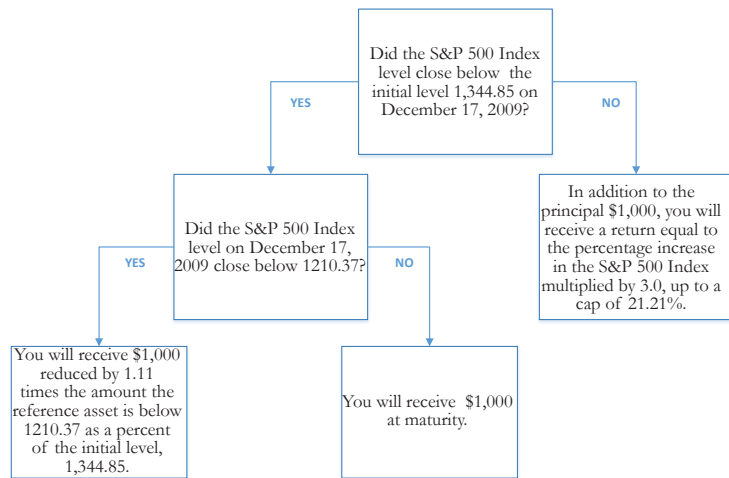 Did the S&P 500 Index
level close below the
initial level 1,344.85 on
December 17, 2009?
YES
NO
Did the S&P 500 Index
level on December 17,
2009 close below 1210.37?
In addition to the
principal $1,000, you will
receive a return equal to
the percentage increase
in the S&P 500 Index
multiplied by 3.0, up to a
cap of 21.21%.
YES
NO
You will receive $1,000
reduced by 1.11
times the amount the
reference asset is below
1210.37 as a percent
of the initial level,
1,344.85.
You will receive $1,000
at maturity.